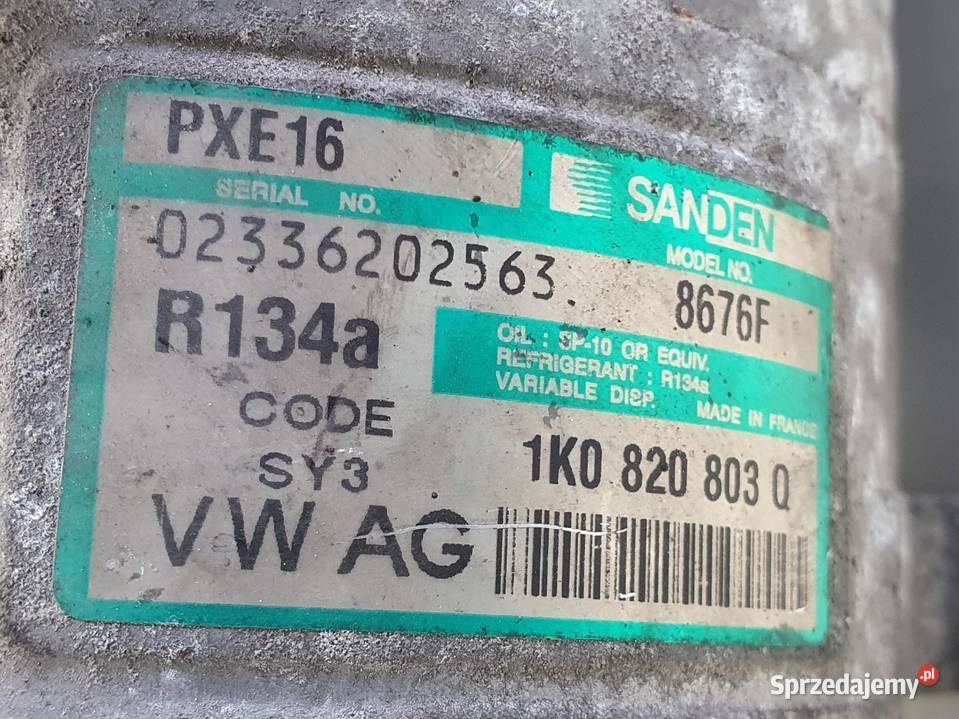 PXE16
SANDEN
SERIAL NO.
MODEL NO.
02336202563.
8676F
R134a
OIL : SP-10 OR EQUIV.
REFRIGERANT : R134a
VARIABLE DISP.
MADE IN FRANCE
CODE
SY3
1K0 820 803 Q
VW AG
Sprzedajemy.pl